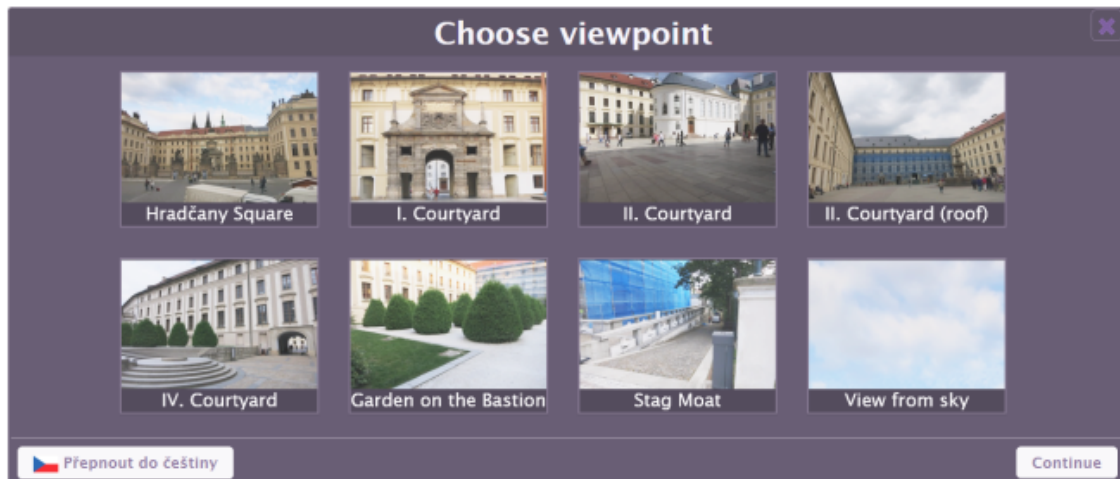 Choose viewpoint
Hradčany Square
I. Courtyard
II. Courtyard
II. Courtyard (roof)
IV. Courtyard
Garden on the Bastion
Stag Moat
View from sky
Přepnout do češtiny
Continue